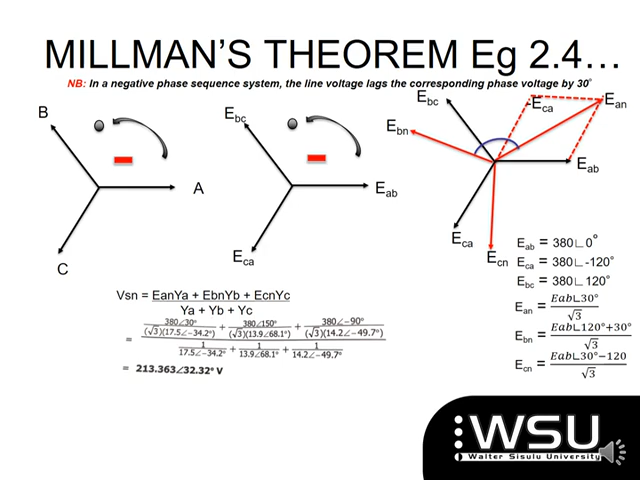 MILLMAN'S THEOREM Eg 2.4…
NB: In a negative phase sequence system, the line voltage lags the corresponding phase voltage by 30°
B
A
C
Ebc
Eab
Eca
Ebc
-Eca
Ean
Ebn
Eab
Eca
Ecn
Eab = 380∟0°
Eca = 380∟-120°
Ebc = 380∟120°
Ean = Eab∟30° / √3
Ebn = Eab∟120°+30° / √3
Ecn = Eab∟30°−120 / √3
Vsn = EanYa + EbnYb + EcnYc
Ya + Yb + Yc
= 380∠30° / (√3)(17.5∠−34.2°) + 380∠150° / (√3)(13.9∠68.1°) + 380∠−90° / (√3)(14.2∠−49.7°)
1 / 17.5∠−34.2° + 1 / 13.9∠68.1° + 1 / 14.2∠−49.7°
= 213.363∠32.32° V
WSU
Walter Sisulu University